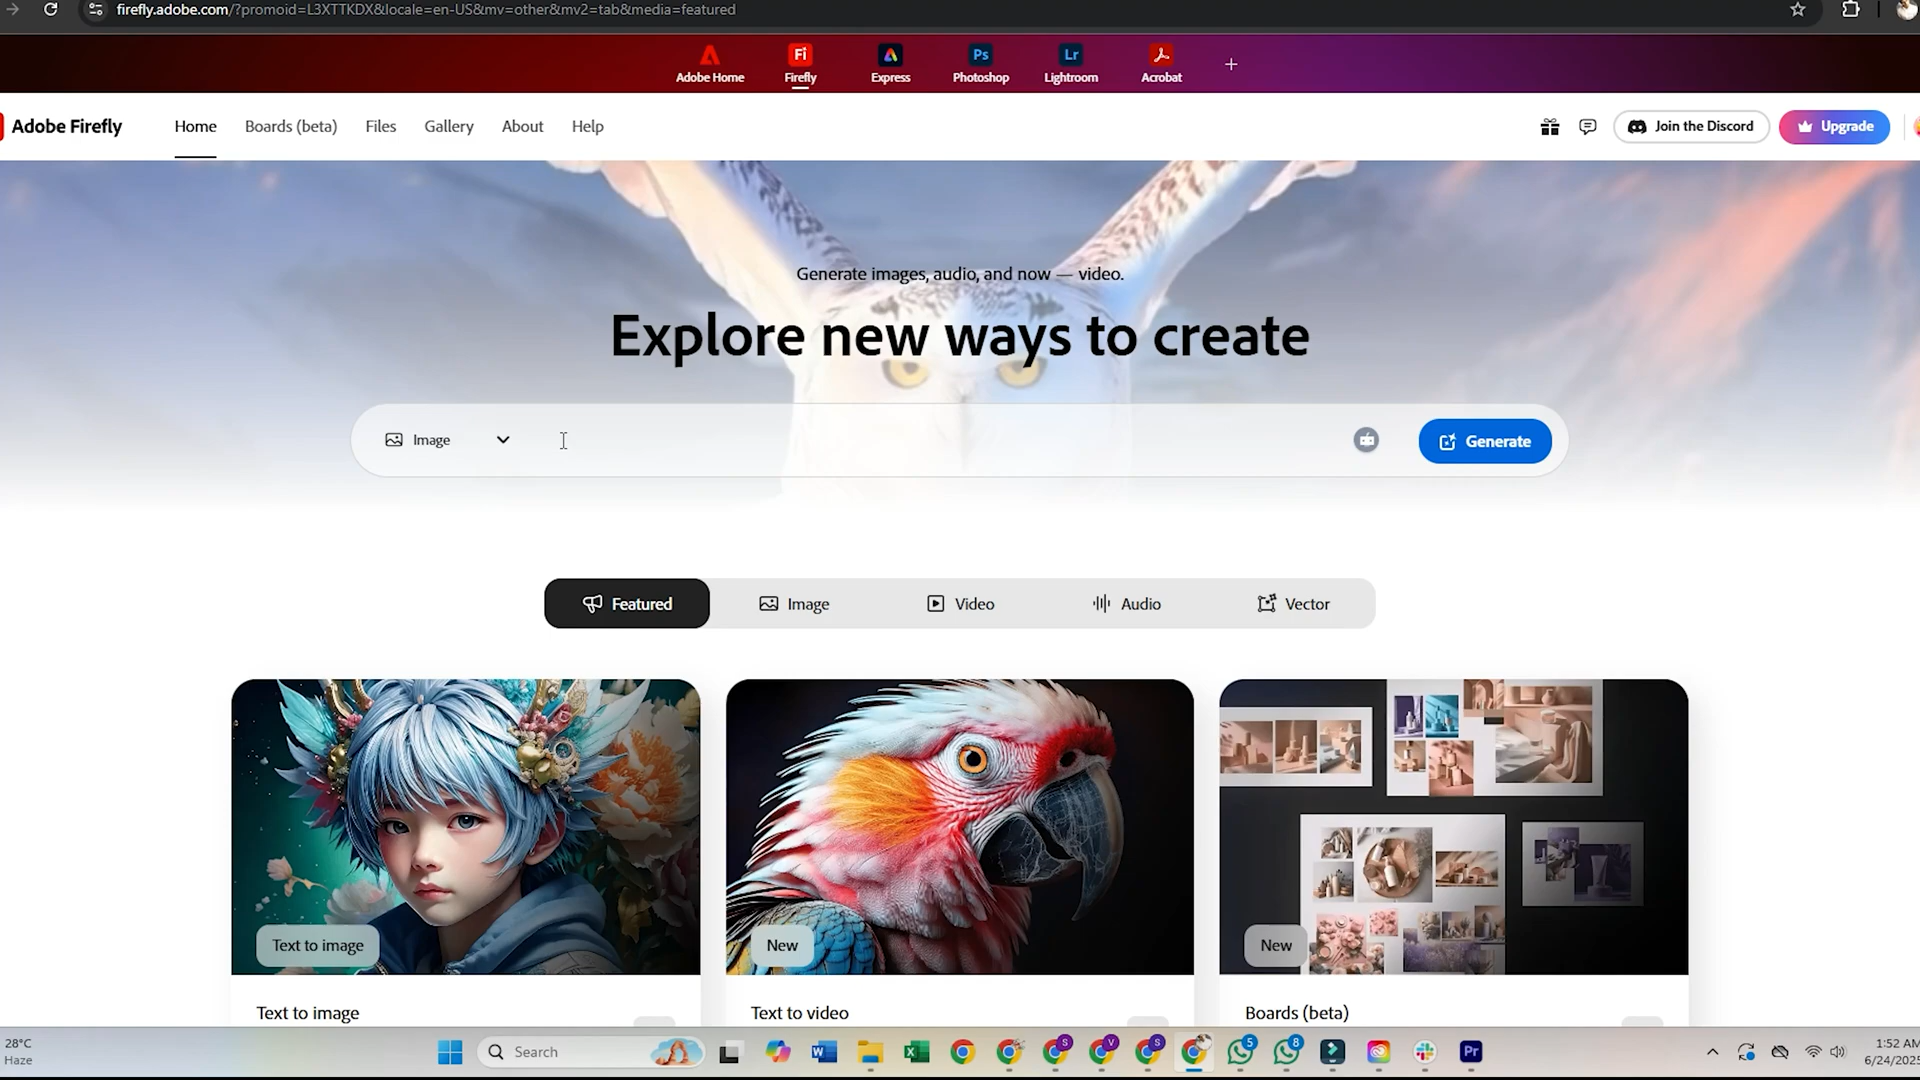 firefly.adobe.com/?promoid=L3XTTKDX&locale=en-US&mv=other&mv2=tab&media=featured
Adobe Home
Fi
Firefly
Express
Ps
Photoshop
Lr
Lightroom
Acrobat
Adobe Firefly
Home
Boards (beta)
Files
Gallery
About
Help
Join the Discord
Upgrade
Generate images, audio, and now — video.
Explore new ways to create
Image
Generate
Featured
Image
Video
Audio
Vector
Text to image
New
New
Text to image
Text to video
Boards (beta)
28°C
Haze
Search
S
V
S
5
8
Pr
1:52 AM
6/24/2025